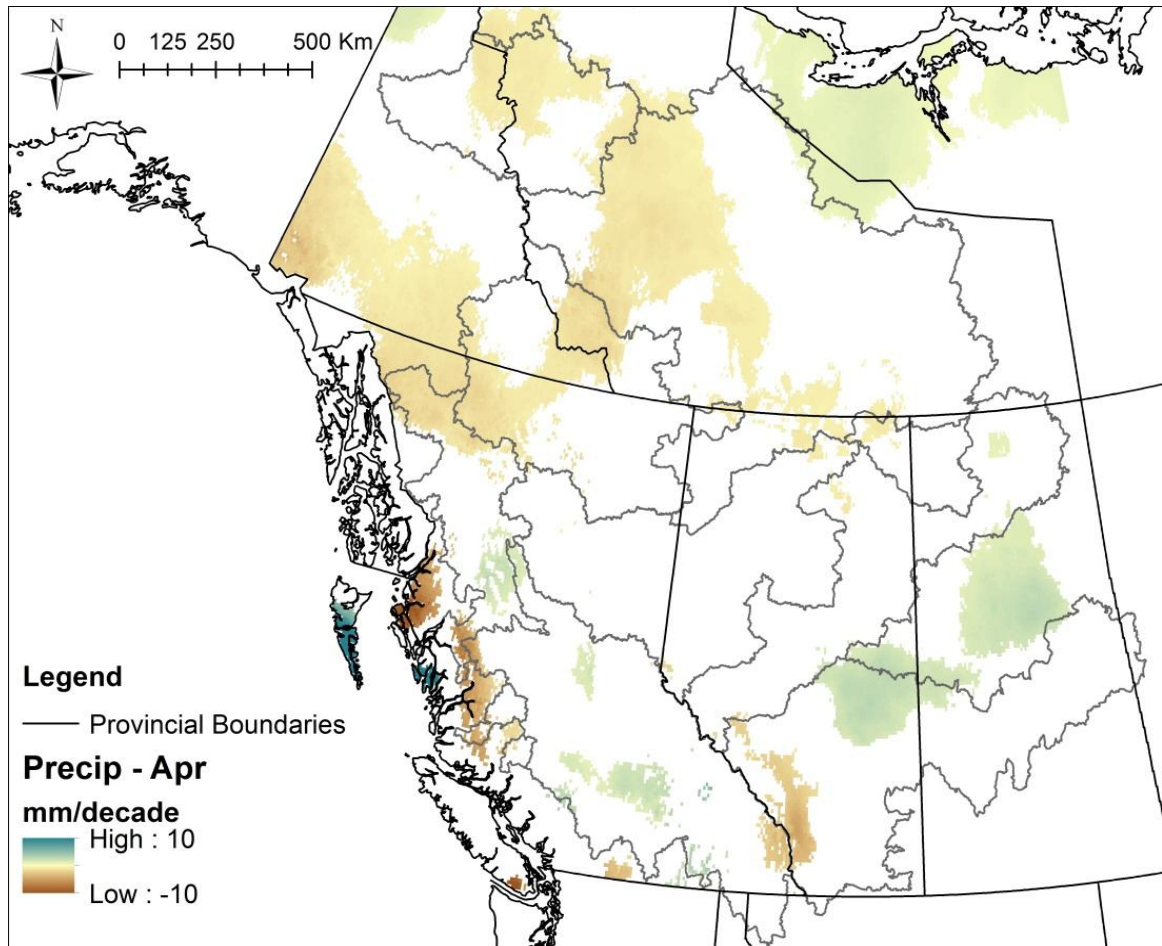 N
0 125 250 500 Km
Legend
Provincial Boundaries
Precip - Apr
mm/decade
High : 10
Low : -10